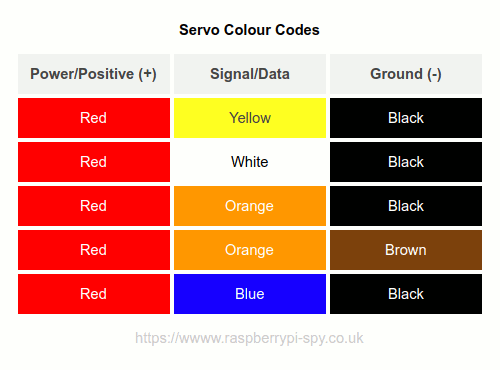 Servo Colour Codes
Power/Positive (+) Signal/Data Ground (-)
Red Yellow Black
Red White Black
Red Orange Black
Red Orange Brown
Red Blue Black
https://wwww.raspberrypi-spy.co.uk